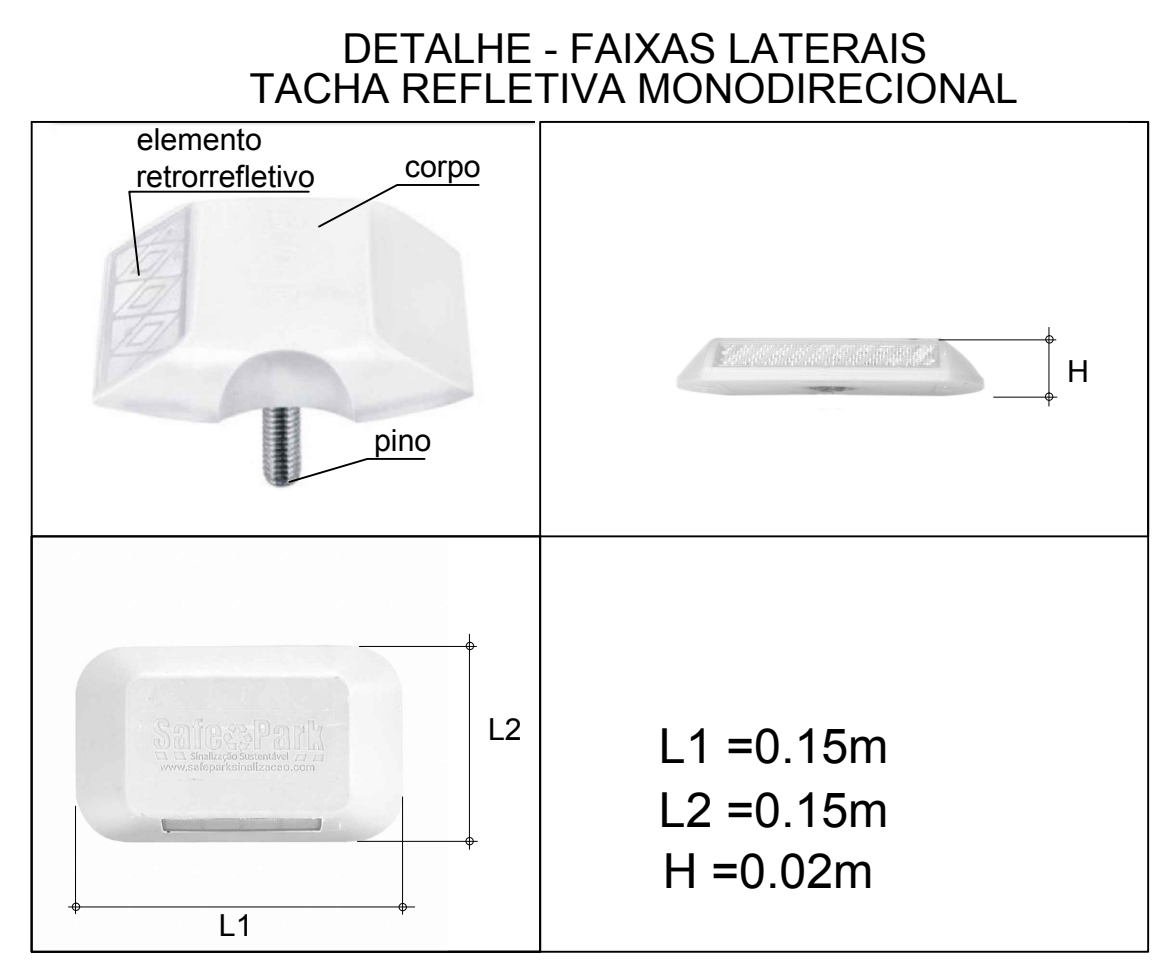 DETALHE - FAIXAS LATERAIS
TACHA REFLETIVA MONODIRECIONAL
elemento
retrorrefletivo
corpo
pino
H
Safe Park
Sinalização Sustentável
www.safeparksinalizacao.com
L2
L1
L1 =0.15m
L2 =0.15m
H =0.02m